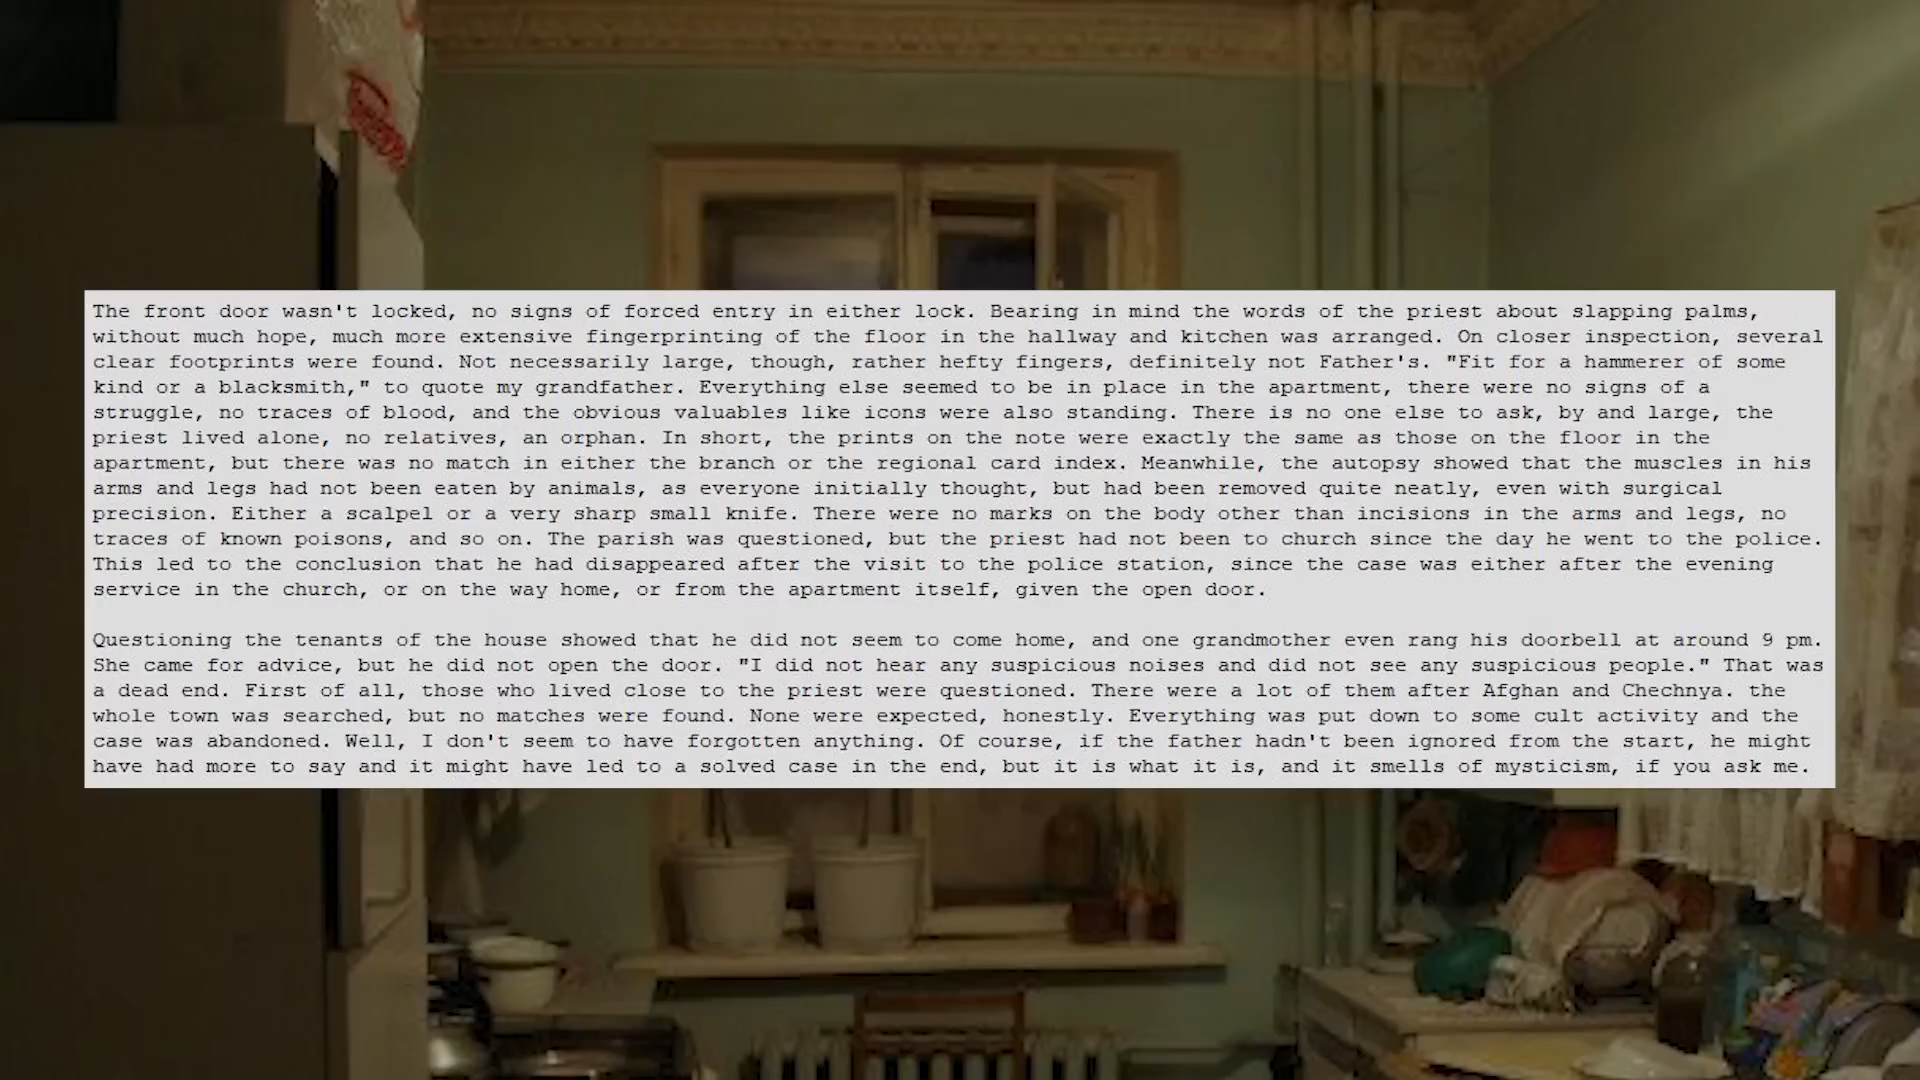 The front door wasn't locked, no signs of forced entry in either lock. Bearing in mind the words of the priest about slapping palms,
without much hope, much more extensive fingerprinting of the floor in the hallway and kitchen was arranged. On closer inspection, several
clear footprints were found. Not necessarily large, though, rather hefty fingers, definitely not Father's. "Fit for a hammerer of some
kind or a blacksmith," to quote my grandfather. Everything else seemed to be in place in the apartment, there were no signs of a
struggle, no traces of blood, and the obvious valuables like icons were also standing. There is no one else to ask, by and large, the
priest lived alone, no relatives, an orphan. In short, the prints on the note were exactly the same as those on the floor in the
apartment, but there was no match in either the branch or the regional card index. Meanwhile, the autopsy showed that the muscles in his
arms and legs had not been eaten by animals, as everyone initially thought, but had been removed quite neatly, even with surgical
precision. Either a scalpel or a very sharp small knife. There were no marks on the body other than incisions in the arms and legs, no
traces of known poisons, and so on. The parish was questioned, but the priest had not been to church since the day he went to the police.
This led to the conclusion that he had disappeared after the visit to the police station, since the case was either after the evening
service in the church, or on the way home, or from the apartment itself, given the open door.
Questioning the tenants of the house showed that he did not seem to come home, and one grandmother even rang his doorbell at around 9 pm.
She came for advice, but he did not open the door. "I did not hear any suspicious noises and did not see any suspicious people." That was
a dead end. First of all, those who lived close to the priest were questioned. There were a lot of them after Afghan and Chechnya. the
whole town was searched, but no matches were found. None were expected, honestly. Everything was put down to some cult activity and the
case was abandoned. Well, I don't seem to have forgotten anything. Of course, if the father hadn't been ignored from the start, he might
have had more to say and it might have led to a solved case in the end, but it is what it is, and it smells of mysticism, if you ask me.